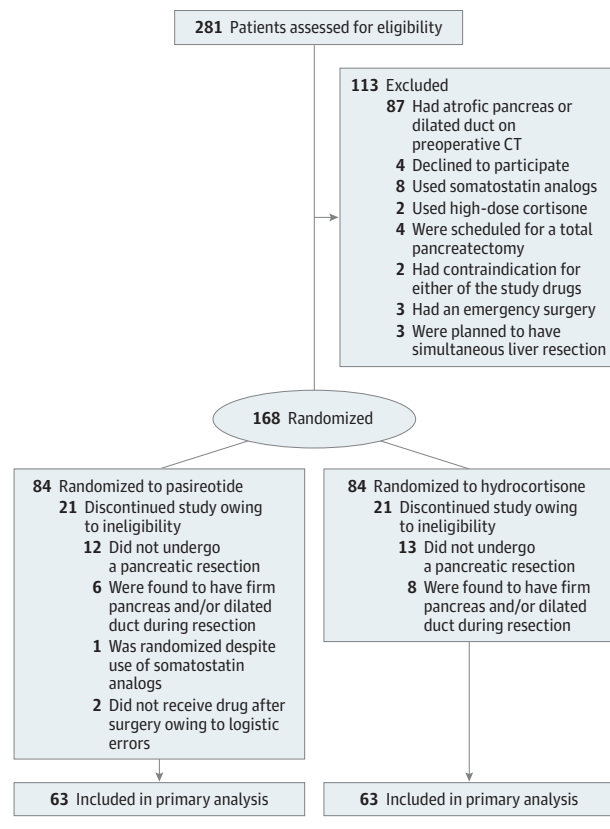 281 Patients assessed for eligibility
113 Excluded
87 Had atrofic pancreas or
dilated duct on
preoperative CT
4 Declined to participate
8 Used somatostatin analogs
2 Used high-dose cortisone
4 Were scheduled for a total
pancreatectomy
2 Had contraindication for
either of the study drugs
3 Had an emergency surgery
3 Were planned to have
simultaneous liver resection
168 Randomized
84 Randomized to pasireotide
21 Discontinued study owing
to ineligibility
12 Did not undergo
a pancreatic resection
6 Were found to have firm
pancreas and/or dilated
duct during resection
1 Was randomized despite
use of somatostatin
analogs
2 Did not receive drug after
surgery owing to logistic
errors
84 Randomized to hydrocortisone
21 Discontinued study owing
to ineligibility
13 Did not undergo
a pancreatic resection
8 Were found to have firm
pancreas and/or dilated
duct during resection
63 Included in primary analysis
63 Included in primary analysis